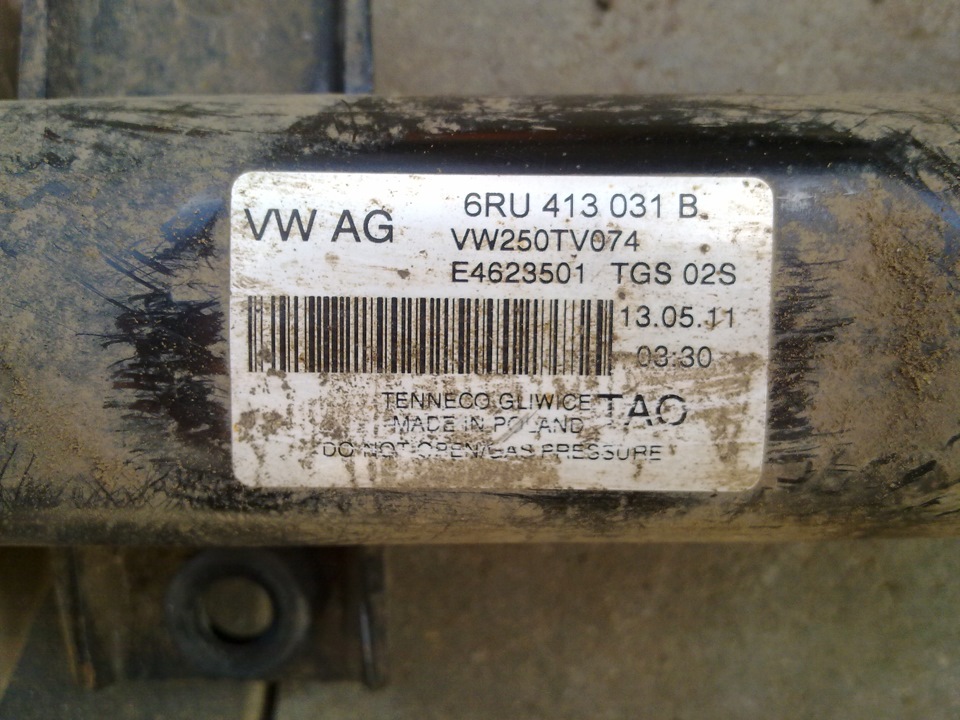 VW AG
6RU 413 031 B
VW250TV074
E4623501 TGS 02S
13.05.11
03:30
TENNECO GLIWICE TAO
MADE IN POLAND
DO NOT OPEN/GAS PRESSURE